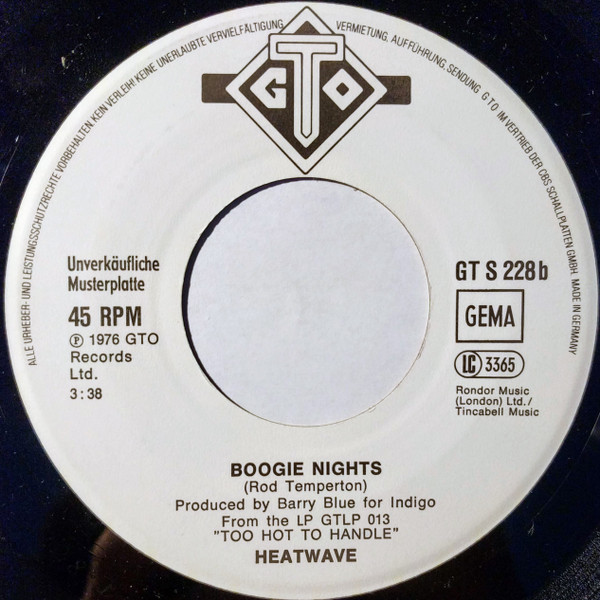 ALLE URHEBER- UND LEISTUNGSSCHUTZRECHTE VORBEHALTEN. KEIN VERLEIH! KEINE UNERLAUBTE VERVIELFÄLTIGUNG, VERMIETUNG, AUFFÜHRUNG, SENDUNG. GTO IM VERTRIEB DER CBS SCHALLPLATTEN GMBH. MADE IN GERMANY
GTO
Unverkäufliche
Musterplatte
45 RPM
Ⓟ 1976 GTO
Records
Ltd.
3:38
GT S 228b
GEMA
LC 3365
Rondor Music
(London) Ltd./
Tincabell Music
BOOGIE NIGHTS
(Rod Temperton)
Produced by Barry Blue for Indigo
From the LP GTLP 013
"TOO HOT TO HANDLE"
HEATWAVE